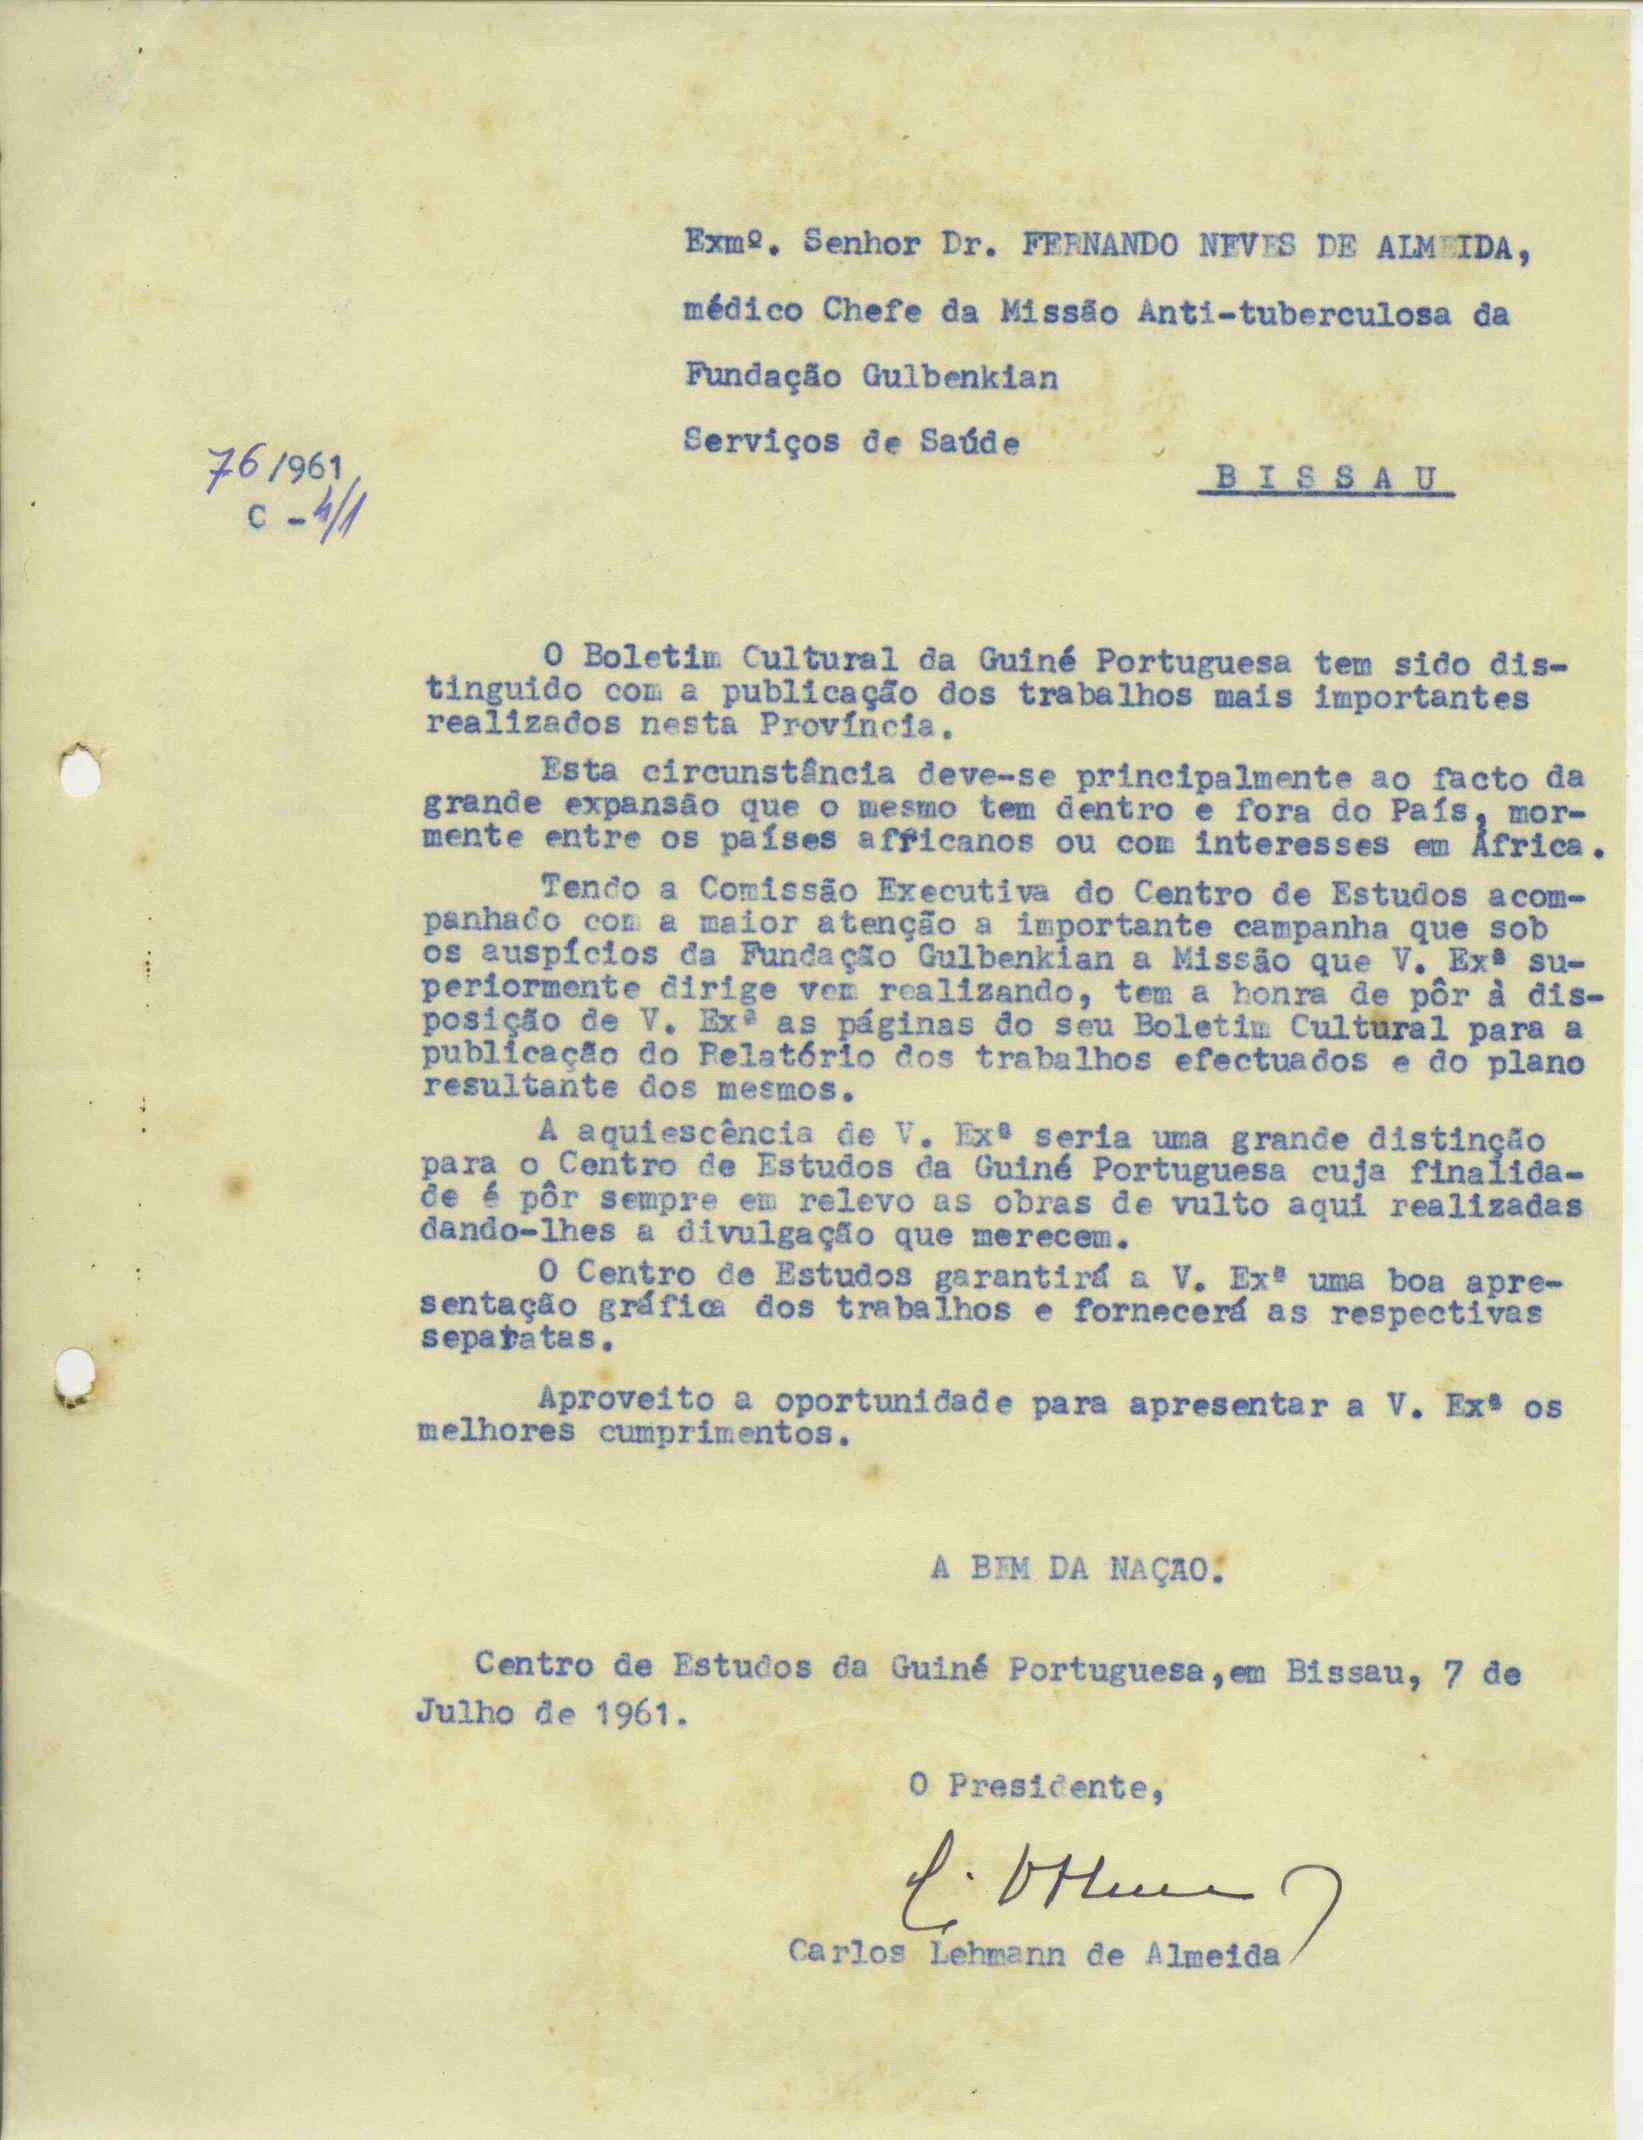 Exmº. Senhor Dr. FERNANDO NEVES DE ALMEIDA,
médico Chefe da Missão Anti-tuberculosa da
Fundação Gulbenkian
Serviços de Saúde
B I S S A U
76/961
C - 4/1
O Boletim Cultural da Guiné Portuguesa tem sido dis-
tinguido com a publicação dos trabalhos mais importantes
realizados nesta Província.
Esta circunstância deve-se principalmente ao facto da
grande expansão que o mesmo tem dentro e fora do País, mor-
mente entre os países africanos ou com interesses em África.
Tendo a Comissão Executiva do Centro de Estudos acom-
panhado com a maior atenção a importante campanha que sob
os auspícios da Fundação Gulbenkian a Missão que V. Exª su-
periormente dirige vem realizando, tem a honra de pôr à dis-
posição de V. Exª as páginas do seu Boletim Cultural para a
publicação do Relatório dos trabalhos efectuados e do plano
resultante dos mesmos.
A aquiescência de V. Exª seria uma grande distinção
para o Centro de Estudos da Guiné Portuguesa cuja finalida-
de é pôr sempre em relevo as obras de vulto aqui realizadas
dando-lhes a divulgação que merecem.
O Centro de Estudos garantirá a V. Exª uma boa apre-
sentação gráfica dos trabalhos e fornecerá as respectivas
separatas.
Aproveito a oportunidade para apresentar a V. Exª os
melhores cumprimentos.
A BEM DA NAÇAO.
Centro de Estudos da Guiné Portuguesa,em Bissau, 7 de
Julho de 1961.
O Presidente,
Carlos Lehmann de Almeida